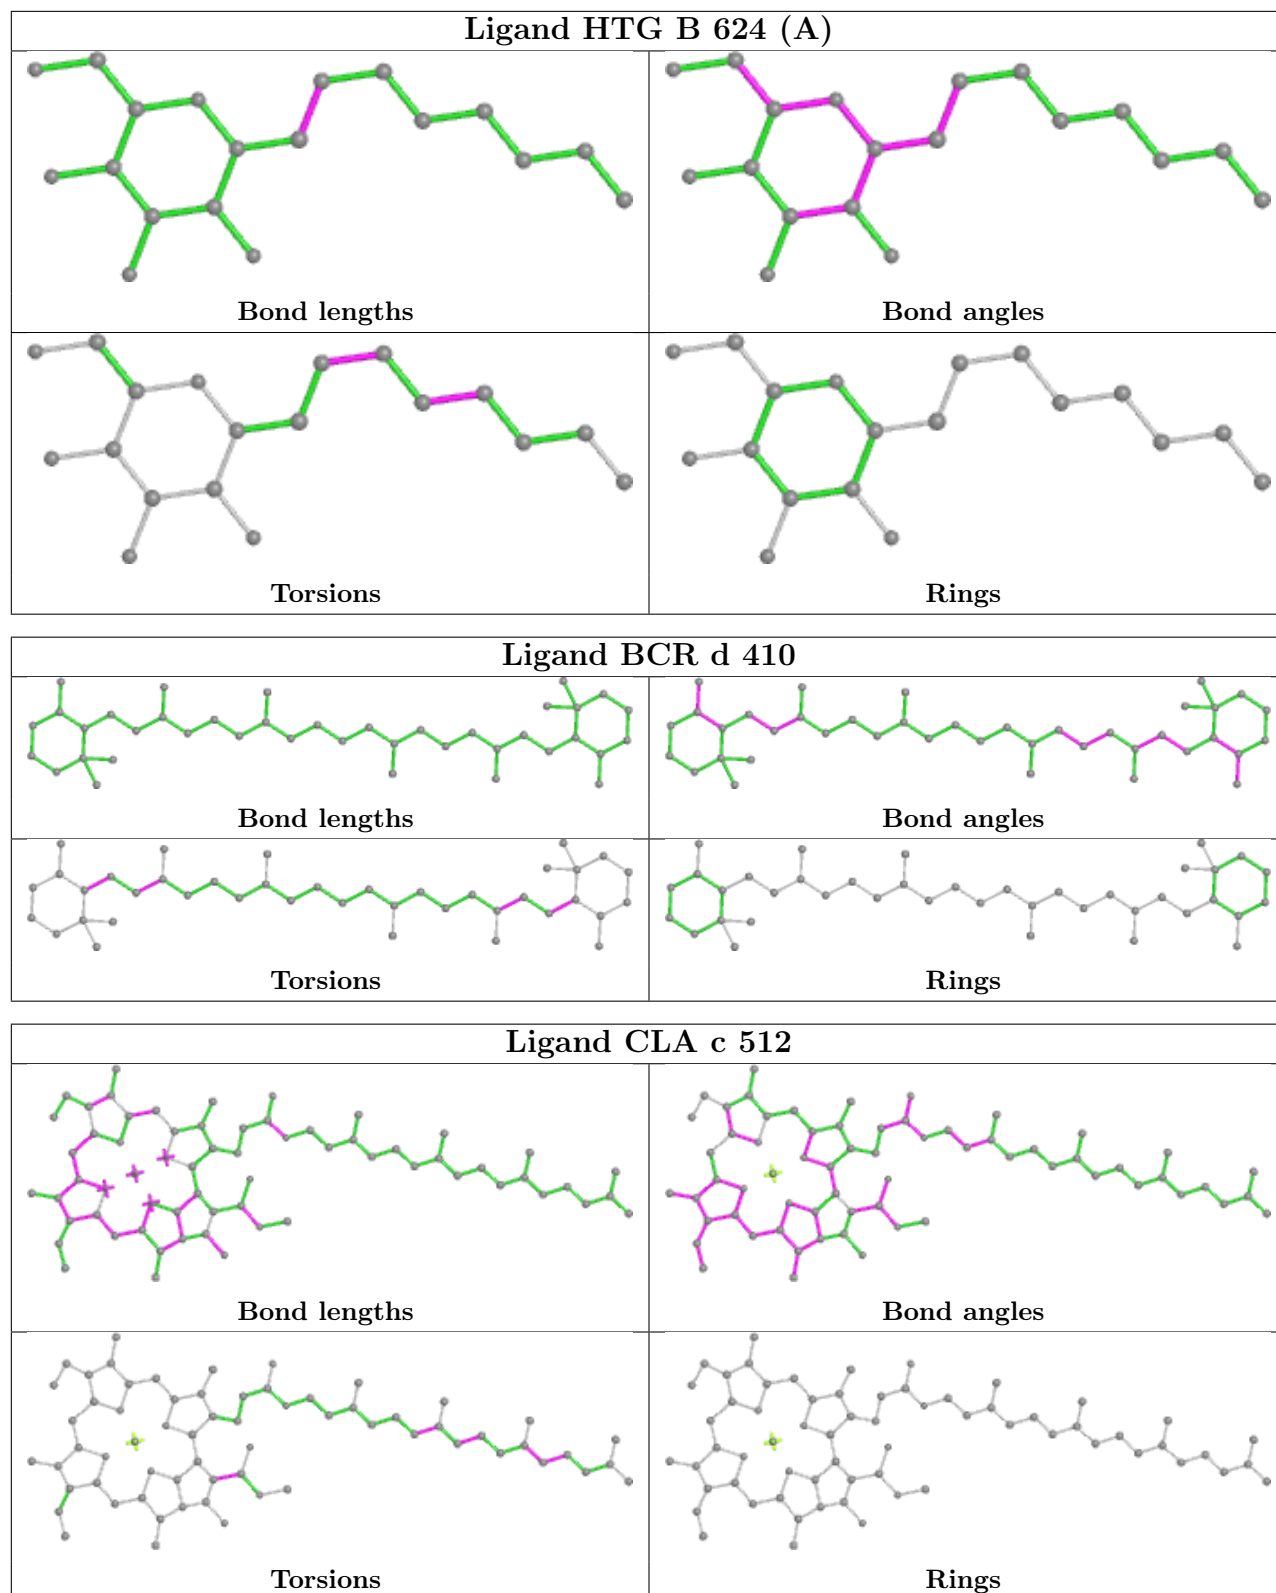 Ligand HTG B 624 (A)
Bond lengths
Bond angles
Torsions
Rings
Ligand BCR d 410
Bond lengths
Bond angles
Torsions
Rings
Ligand CLA c 512
Bond lengths
Bond angles
Torsions
Rings